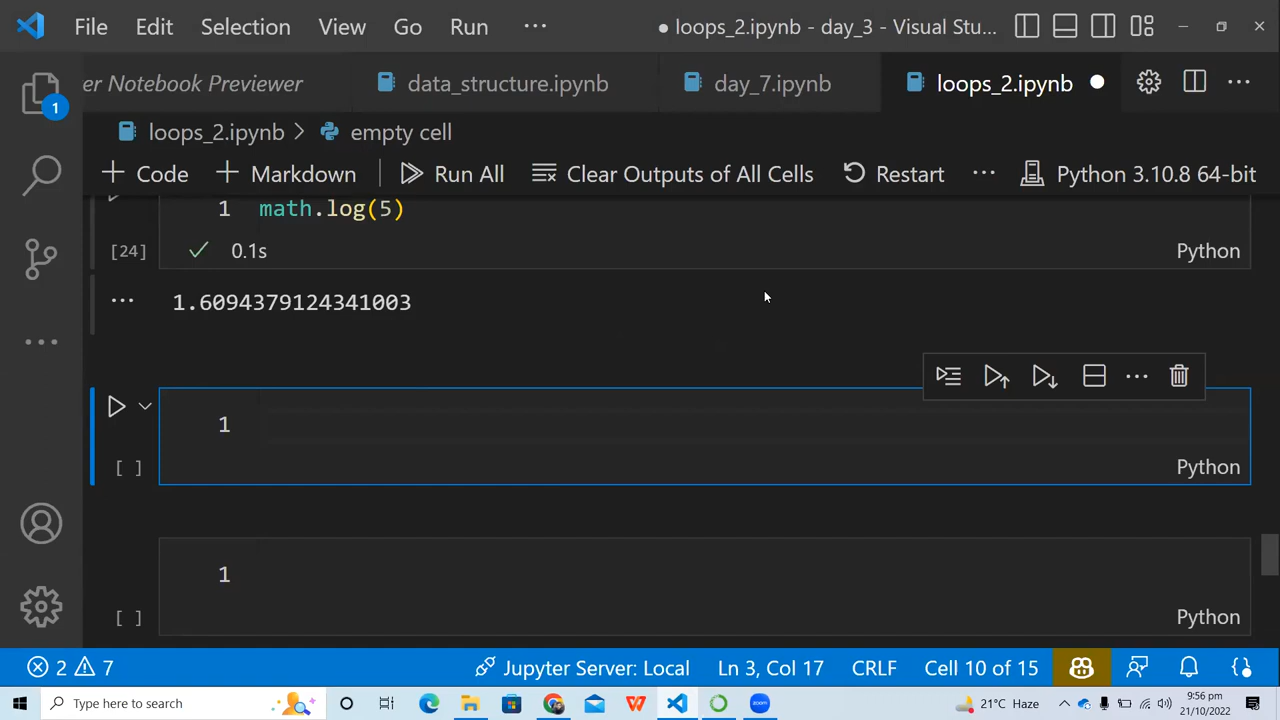 File Edit Selection View Go Run ··· ● loops_2.ipynb - day_3 - Visual Stu...
er Notebook Previewer data_structure.ipynb day_7.ipynb loops_2.ipynb
loops_2.ipynb > empty cell
+ Code + Markdown Run All Clear Outputs of All Cells Restart ··· Python 3.10.8 64-bit
1 math.log(5)
[24] 0.1s Python
··· 1.6094379124341003
1
[ ] Python
1
[ ] Python
1
2 7 Jupyter Server: Local Ln 3, Col 17 CRLF Cell 10 of 15
Type here to search 21°C Haze 9:56 pm
21/10/2022